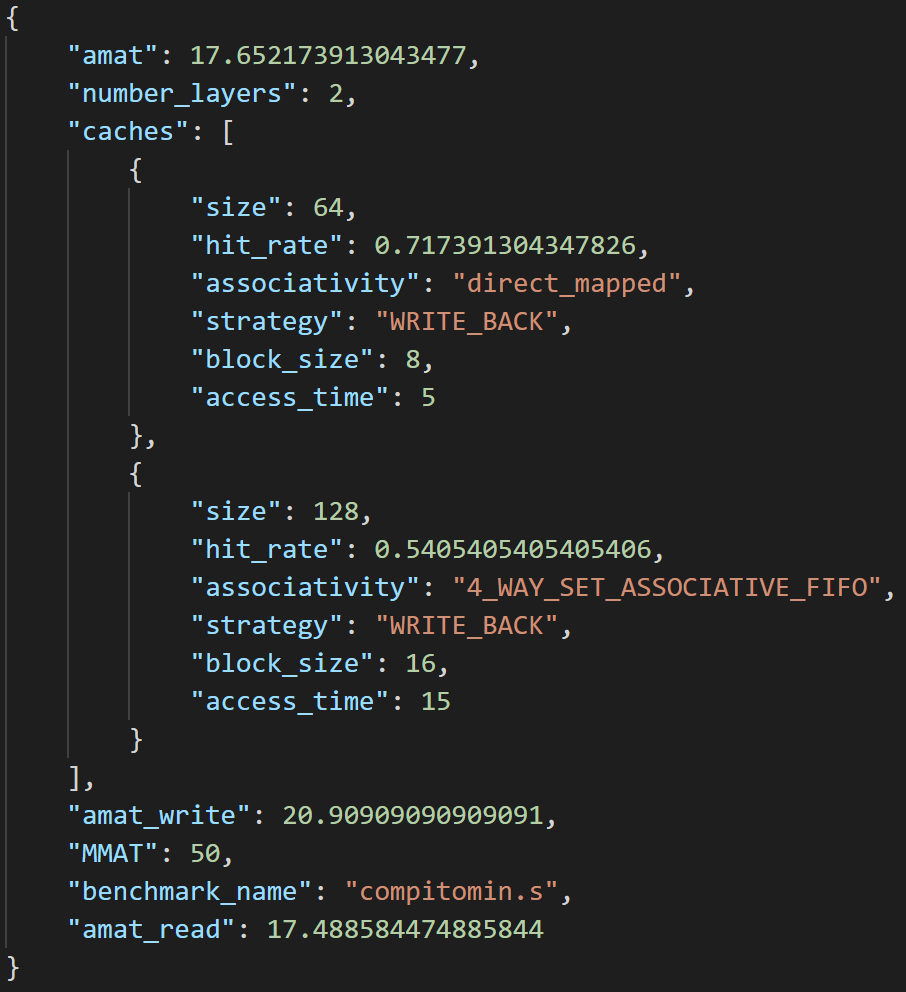 {
    "amat": 17.652173913043477,
    "number_layers": 2,
    "caches": [
        {
            "size": 64,
            "hit_rate": 0.717391304347826,
            "associativity": "direct_mapped",
            "strategy": "WRITE_BACK",
            "block_size": 8,
            "access_time": 5
        },
        {
            "size": 128,
            "hit_rate": 0.5405405405405406,
            "associativity": "4_WAY_SET_ASSOCIATIVE_FIFO",
            "strategy": "WRITE_BACK",
            "block_size": 16,
            "access_time": 15
        }
    ],
    "amat_write": 20.90909090909091,
    "MMAT": 50,
    "benchmark_name": "compitomin.s",
    "amat_read": 17.488584474885844
}